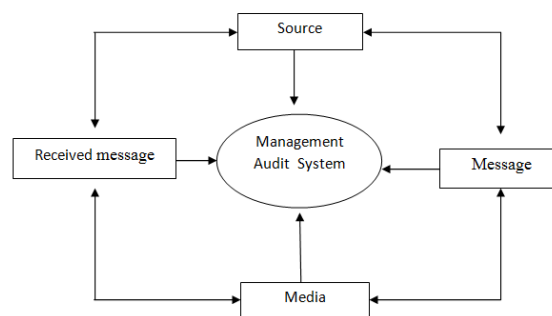 Source
Management
Audit System
Received message
Message
Media